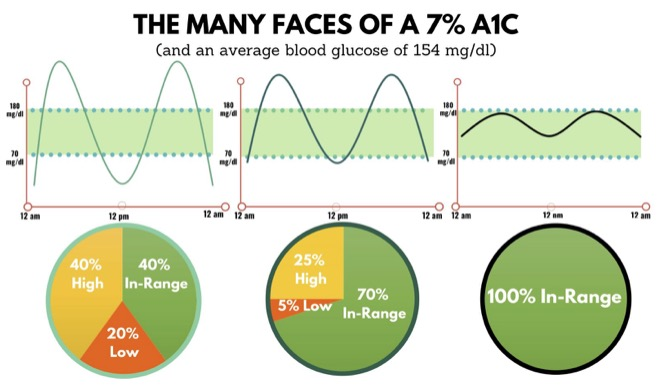 THE MANY FACES OF A 7% A1C
(and an average blood glucose of 154 mg/dl)
180
mg/dl
70
mg/dl
12 am
12 pm
12 am
180
mg/dl
70
mg/dl
12 am
12 pm
12 am
180
mg/dl
70
mg/dl
12 am
12 nm
12 am
40%
High
40%
In-Range
20%
Low
25%
High
5% Low
70%
In-Range
100% In-Range